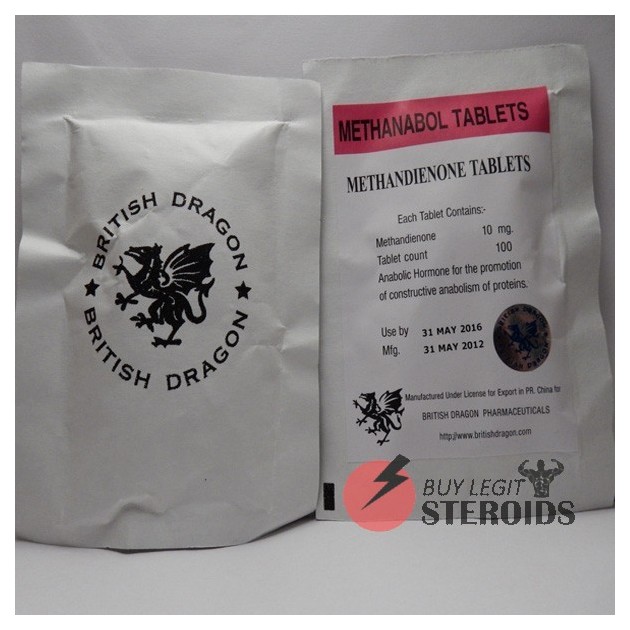 BRITISH DRAGON
BRITISH DRAGON
METHANABOL TABLETS
METHANDIENONE TABLETS
Each Tablet Contains:-
Methandienone 10 mg.
Tablet count 100
Anabolic Hormone for the promotion
of constructive anabolism of proteins.
Use by 31 MAY 2016
Mfg. 31 MAY 2012
BRITISH DRAGON
Manufactured Under License for Export in PR. China for
BRITISH DRAGON PHARMACEUTICALS
http://www.britishdragon.com
BUY LEGIT
STEROIDS